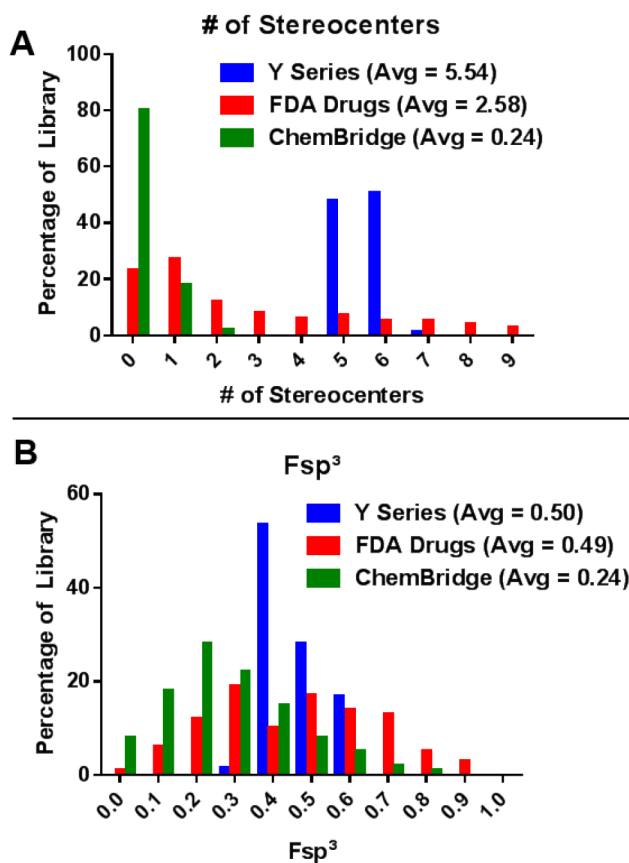 A
# of Stereocenters
100
80
60
40
20
0
Percentage of Library
Y Series (Avg = 5.54)
FDA Drugs (Avg = 2.58)
ChemBridge (Avg = 0.24)
0 1 2 3 4 5 6 7 8 9
# of Stereocenters
B
Fsp³
60
40
20
0
Percentage of Library
Y Series (Avg = 0.50)
FDA Drugs (Avg = 0.49)
ChemBridge (Avg = 0.24)
0.0 0.1 0.2 0.3 0.4 0.5 0.6 0.7 0.8 0.9 1.0
Fsp³